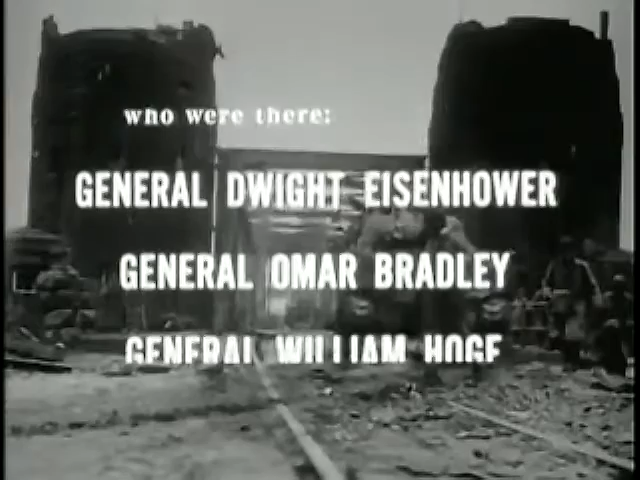 who were there:
GENERAL DWIGHT EISENHOWER
GENERAL OMAR BRADLEY
GENERAL WILLIAM HOGE